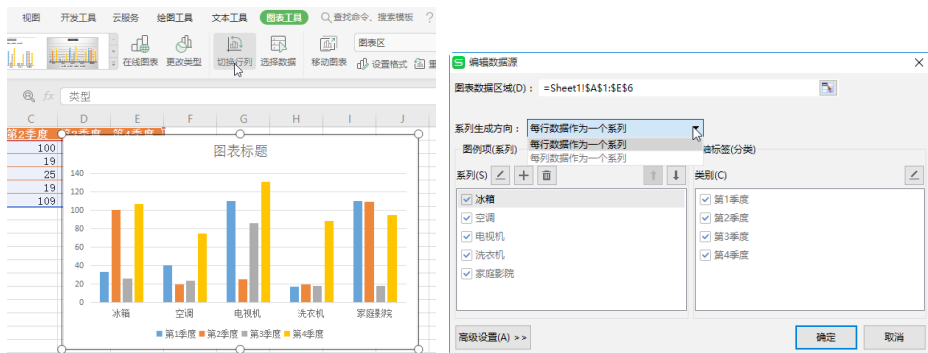 视图 开发工具 云服务 绘图工具 文本工具 图表工具 查找命令、搜索模板 ?
在线图表 更改类型 切换行列 选择数据 移动图表 图表区
设置格式 重
fx 类型
C D E F G H I J
第2季度 第3季度 第4季度
100
19
25
19
109
图表标题
140
120
100
80
60
40
20
0
冰箱 空调 电视机 洗衣机 家庭影院
第1季度 第2季度 第3季度 第4季度
S 编辑数据源
图表数据区域(D)： =Sheet1!$A$1:$E$6
系列生成方向： 每行数据作为一个系列
每行数据作为一个系列
每列数据作为一个系列
图例项(系列) 轴标签(分类)
系列(S) 类别(C)
冰箱 第1季度
空调 第2季度
电视机 第3季度
洗衣机 第4季度
家庭影院
高级设置(A) >> 确定 取消